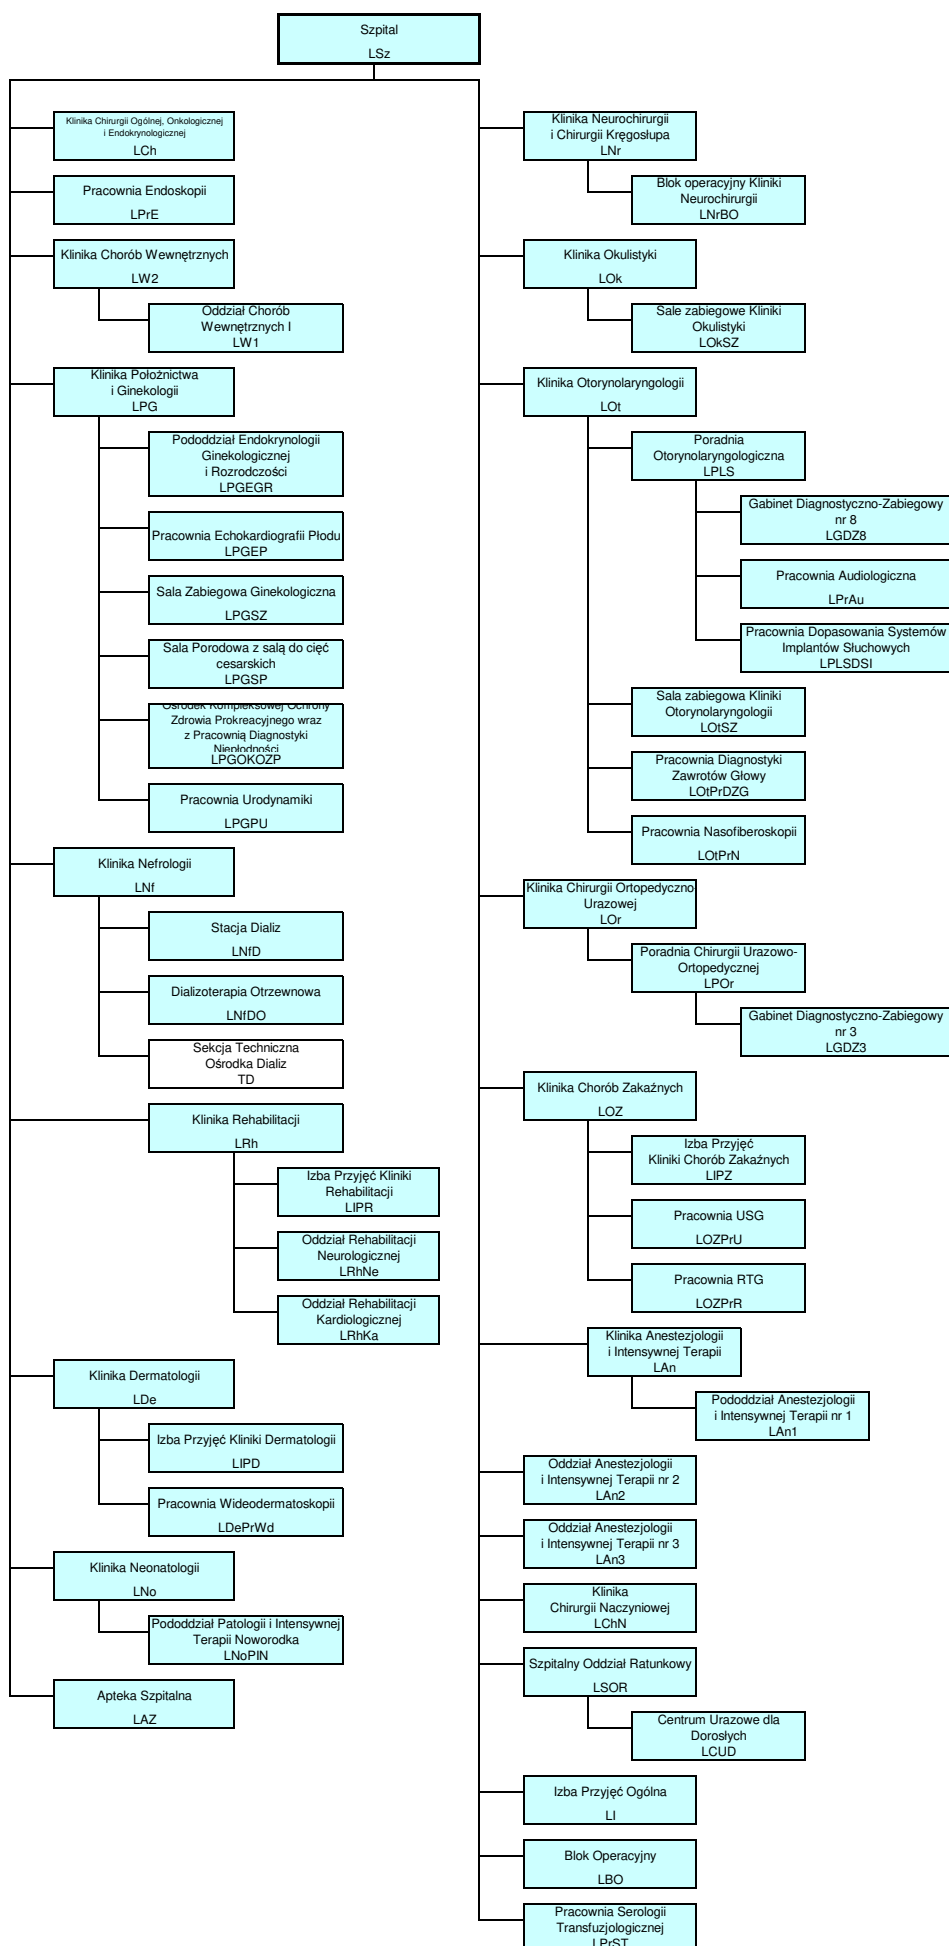 Szpital
LSz
Klinika Chirurgii Ogólnej, Onkologicznej
i Endokrynologicznej
LCh
Pracownia Endoskopii
LPrE
Klinika Chorób Wewnętrznych
LW2
Oddział Chorób
Wewnętrznych I
LW1
Klinika Położnictwa
i Ginekologii
LPG
Pododdział Endokrynologii
Ginekologicznej
i Rozrodczości
LPGEGR
Pracownia Echokardiografii Płodu
LPGEP
Sala Zabiegowa Ginekologiczna
LPGSZ
Sala Porodowa z salą do cięć
cesarskich
LPGSP
Ośrodek Kompleksowej Ochrony
Zdrowia Prokreacyjnego wraz
z Pracownią Diagnostyki
Niepłodności
LPGOKOZP
Pracownia Urodynamiki
LPGPU
Klinika Nefrologii
LNf
Stacja Dializ
LNfD
Dializoterapia Otrzewnowa
LNfDO
Sekcja Techniczna
Ośrodka Dializ
TD
Klinika Rehabilitacji
LRh
Izba Przyjęć Kliniki
Rehabilitacji
LIPR
Oddział Rehabilitacji
Neurologicznej
LRhNe
Oddział Rehabilitacji
Kardiologicznej
LRhKa
Klinika Dermatologii
LDe
Izba Przyjęć Kliniki Dermatologii
LIPD
Pracownia Wideodermatoskopii
LDePrWd
Klinika Neonatologii
LNo
Pododdział Patologii i Intensywnej
Terapii Noworodka
LNoPIN
Apteka Szpitalna
LAZ
Klinika Neurochirurgii
i Chirurgii Kręgosłupa
LNr
Blok operacyjny Kliniki
Neurochirurgii
LNrBO
Klinika Okulistyki
LOk
Sale zabiegowe Kliniki
Okulistyki
LOkSZ
Klinika Otorynolaryngologii
LOt
Poradnia
Otorynolaryngologiczna
LPLS
Gabinet Diagnostyczno-Zabiegowy
nr 8
LGDZ8
Pracownia Audiologiczna
LPrAu
Pracownia Dopasowania Systemów
Implantów Słuchowych
LPLSDSI
Sala zabiegowa Kliniki
Otorynolaryngologii
LOtSZ
Pracownia Diagnostyki
Zawrotów Głowy
LOtPrDZG
Pracownia Nasofiberoskopii
LOtPrN
Klinika Chirurgii Ortopedyczno-
Urazowej
LOr
Poradnia Chirurgii Urazowo-
Ortopedycznej
LPOr
Gabinet Diagnostyczno-Zabiegowy
nr 3
LGDZ3
Klinika Chorób Zakaźnych
LOZ
Izba Przyjęć
Kliniki Chorób Zakaźnych
LIPZ
Pracownia USG
LOZPrU
Pracownia RTG
LOZPrR
Klinika Anestezjologii
i Intensywnej Terapii
LAn
Pododdział Anestezjologii
i Intensywnej Terapii nr 1
LAn1
Oddział Anestezjologii
i Intensywnej Terapii nr 2
LAn2
Oddział Anestezjologii
i Intensywnej Terapii nr 3
LAn3
Klinika
Chirurgii Naczyniowej
LChN
Szpitalny Oddział Ratunkowy
LSOR
Centrum Urazowe dla
Dorosłych
LCUD
Izba Przyjęć Ogólna
LI
Blok Operacyjny
LBO
Pracownia Serologii
Transfuzjologicznej
LPrST